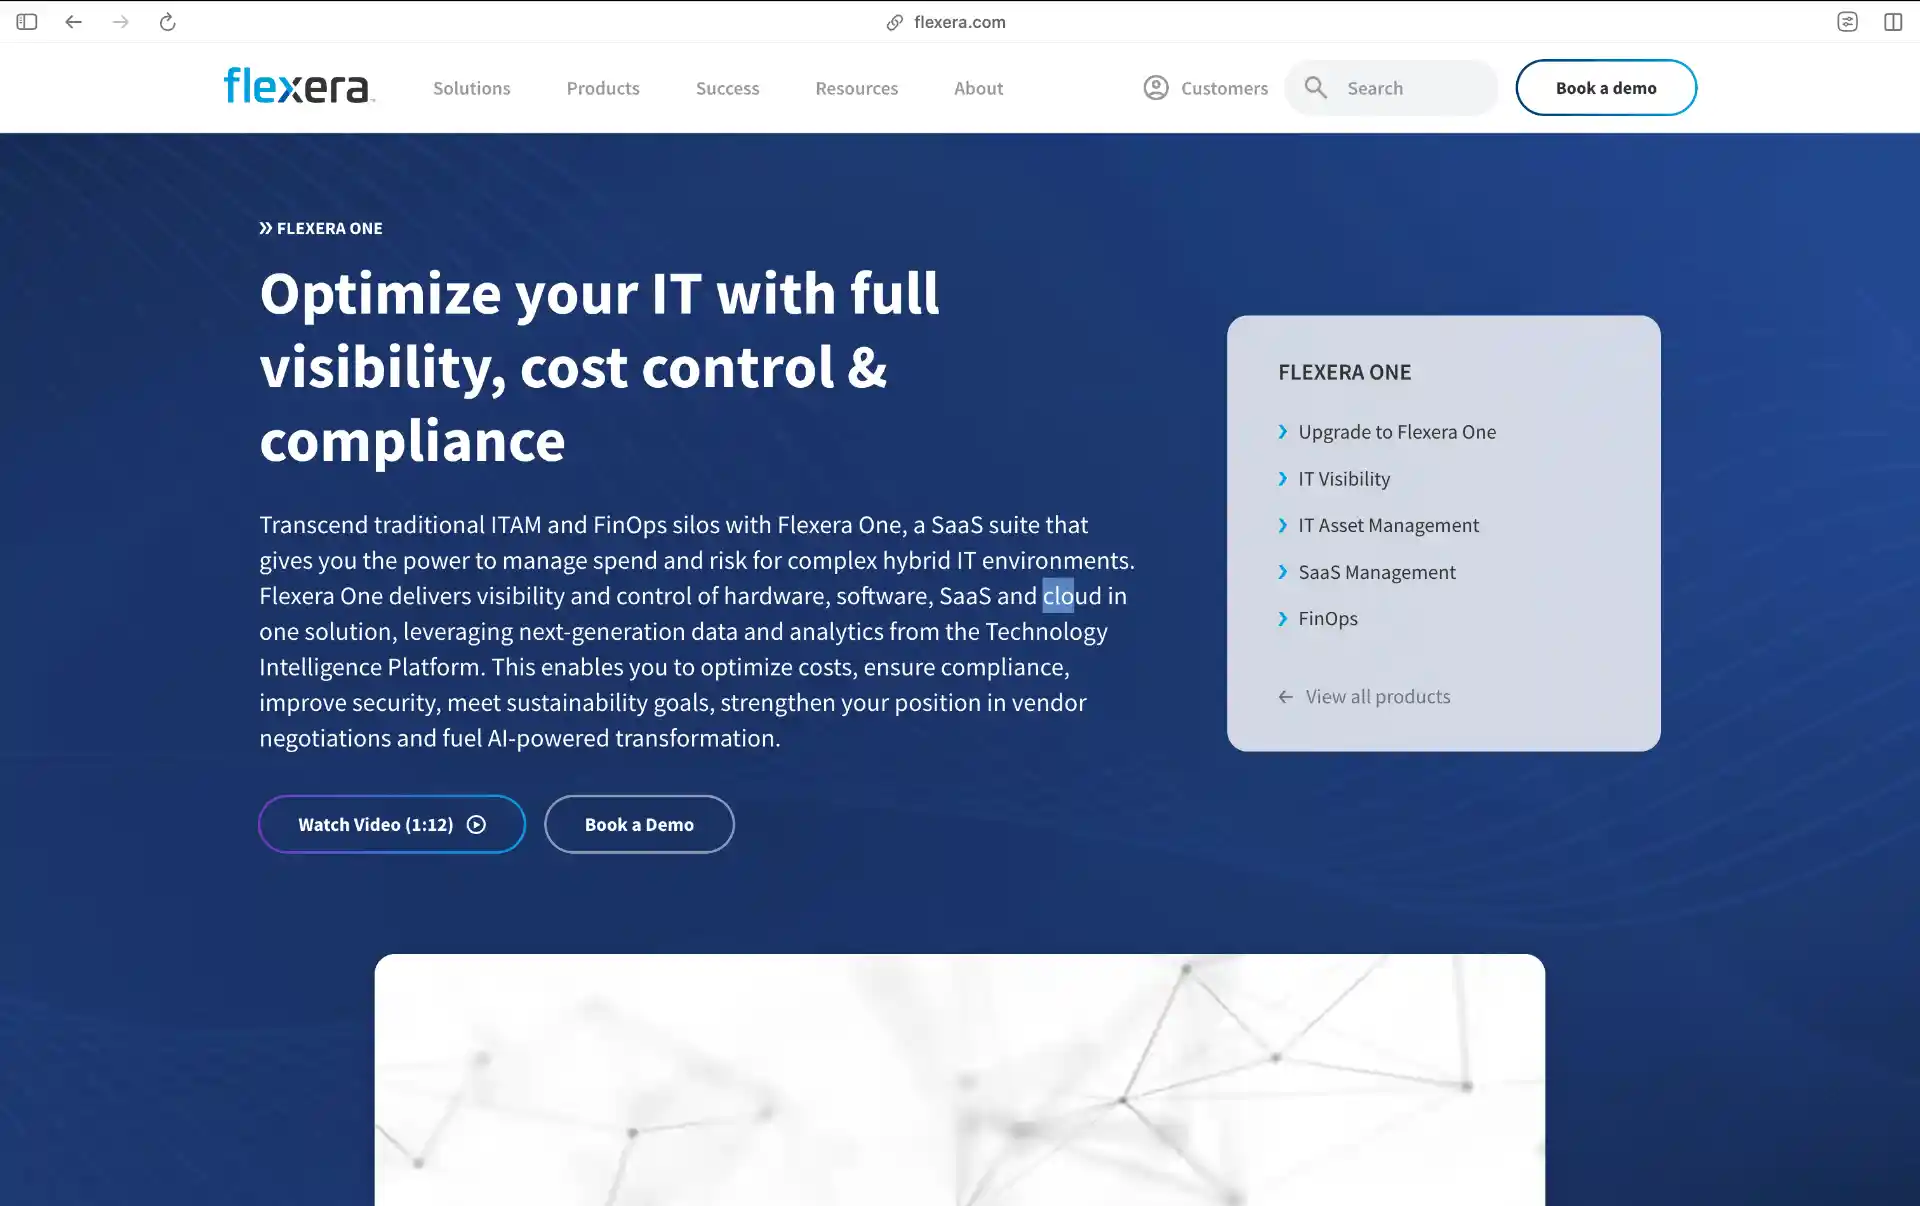 flexera.com
flexera
Solutions
Products
Success
Resources
About
Customers
Search
Book a demo
FLEXERA ONE
Optimize your IT with full
visibility, cost control &
compliance
Transcend traditional ITAM and FinOps silos with Flexera One, a SaaS suite that
gives you the power to manage spend and risk for complex hybrid IT environments.
Flexera One delivers visibility and control of hardware, software, SaaS and cloud in
one solution, leveraging next-generation data and analytics from the Technology
Intelligence Platform. This enables you to optimize costs, ensure compliance,
improve security, meet sustainability goals, strengthen your position in vendor
negotiations and fuel AI-powered transformation.
Watch Video (1:12)
Book a Demo
FLEXERA ONE
Upgrade to Flexera One
IT Visibility
IT Asset Management
SaaS Management
FinOps
View all products